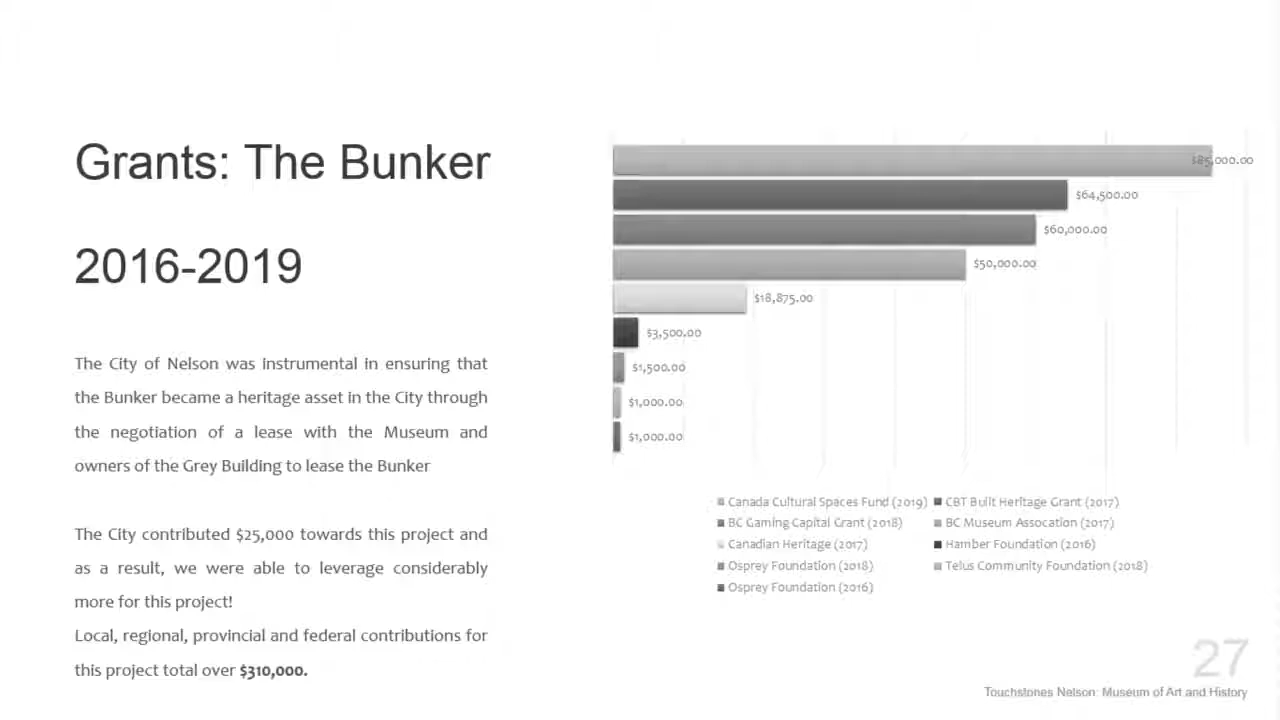 Grants: The Bunker
2016-2019
The City of Nelson was instrumental in ensuring that
the Bunker became a heritage asset in the City through
the negotiation of a lease with the Museum and
owners of the Grey Building to lease the Bunker
The City contributed $25,000 towards this project and
as a result, we were able to leverage considerably
more for this project!
Local, regional, provincial and federal contributions for
this project total over $310,000.
$85,000.00
$64,500.00
$60,000.00
$50,000.00
$18,875.00
$3,500.00
$1,500.00
$1,000.00
$1,000.00
Canada Cultural Spaces Fund (2019)
CBT Built Heritage Grant (2017)
BC Gaming Capital Grant (2018)
BC Museum Assocation (2017)
Canadian Heritage (2017)
Hamber Foundation (2016)
Osprey Foundation (2018)
Telus Community Foundation (2018)
Osprey Foundation (2016)
27
Touchstones Nelson: Museum of Art and History